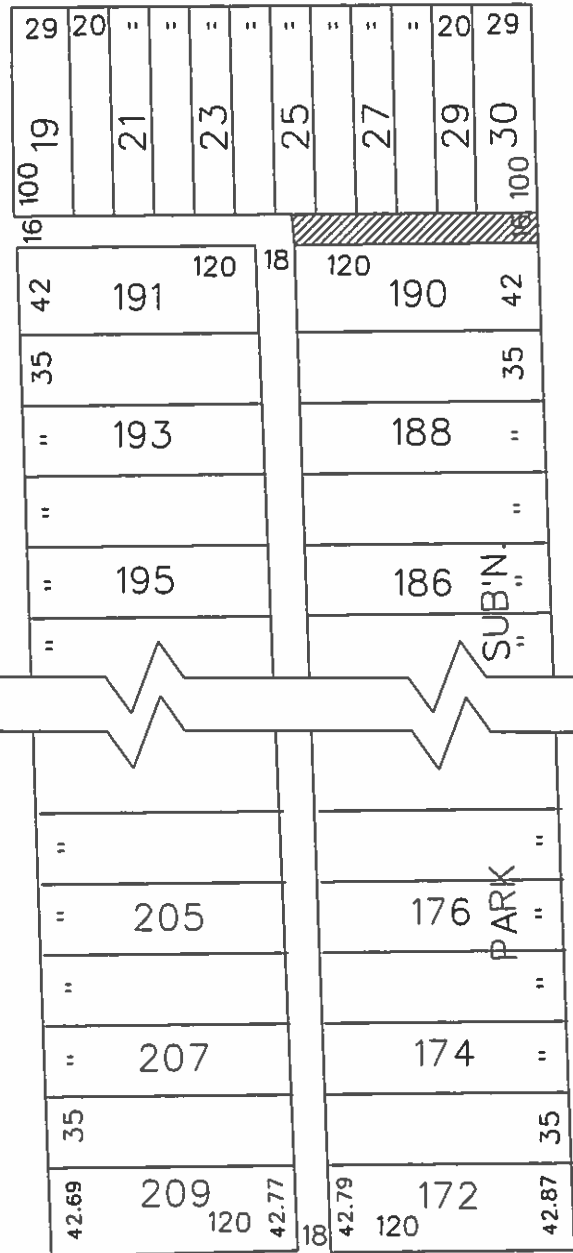 29 20 " " " " " " " " 20 29
19 21 23 25 27 29 30
100 100
16 16
120 18 120
42 191 190 42
35 35
" 193 188 "
" "
" 195 186 "
" "
SUB'N.
" "
" 205 176 "
PARK
" "
" 207 174 "
35 35
42.69 209 42.77 42.79 172 42.87
120 18 120